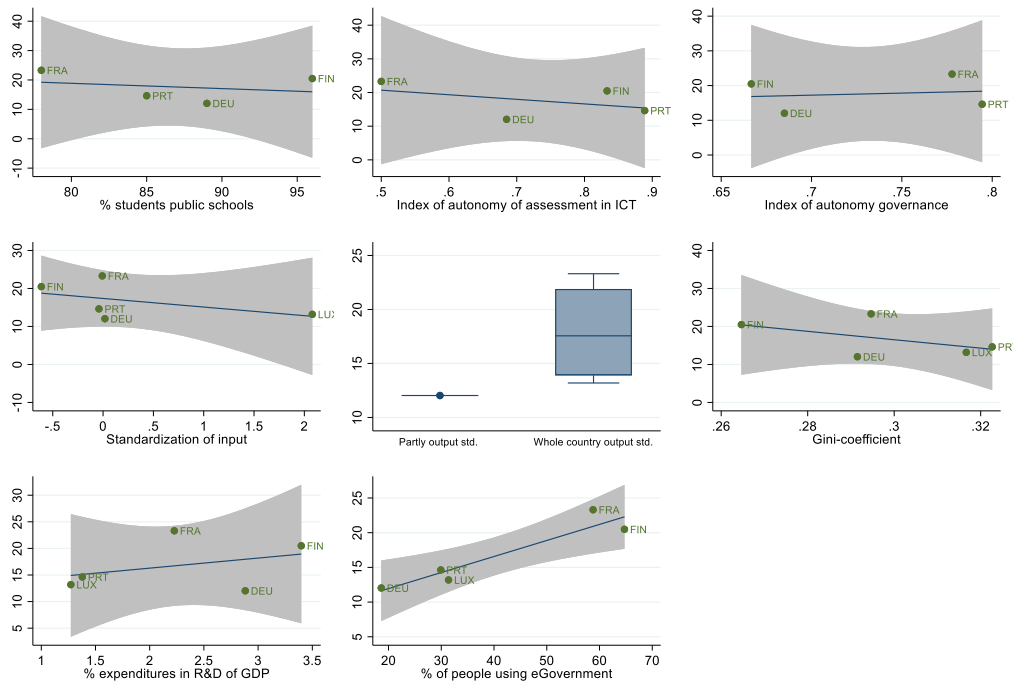 40
30
20
10
0
-10
FRA
PRT
DEU
FIN
80
85
90
95
% students public schools
40
30
20
10
0
FRA
DEU
FIN
PRT
.5
.6
.7
.8
.9
Index of autonomy of assessment in ICT
40
30
20
10
0
FIN
DEU
FRA
PRT
.65
.7
.75
.8
Index of autonomy governance
30
20
10
0
-10
FIN
FRA
PRT
DEU
LUX
-.5
0
.5
1
1.5
2
Standardization of input
25
20
15
10
Partly output std.
Whole country output std.
40
30
20
10
0
FIN
FRA
DEU
LUX
PR
.26
.28
.3
.32
Gini-coefficient
30
25
20
15
10
5
LUX
PRT
FRA
DEU
FIN
1
1.5
2
2.5
3
3.5
% expenditures in R&D of GDP
25
20
15
10
5
DEU
PRT
LUX
FRA
FIN
20
30
40
50
60
70
% of people using eGovernment